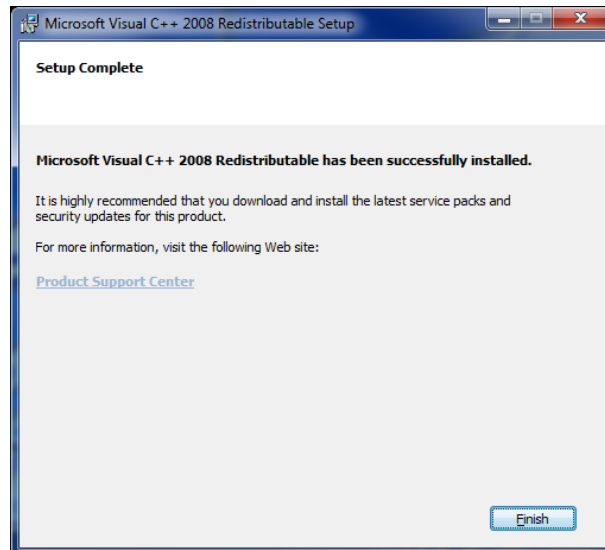 Microsoft Visual C++ 2008 Redistributable Setup
Setup Complete
Microsoft Visual C++ 2008 Redistributable has been successfully installed.
It is highly recommended that you download and install the latest service packs and
security updates for this product.
For more information, visit the following Web site:
Product Support Center
Finish